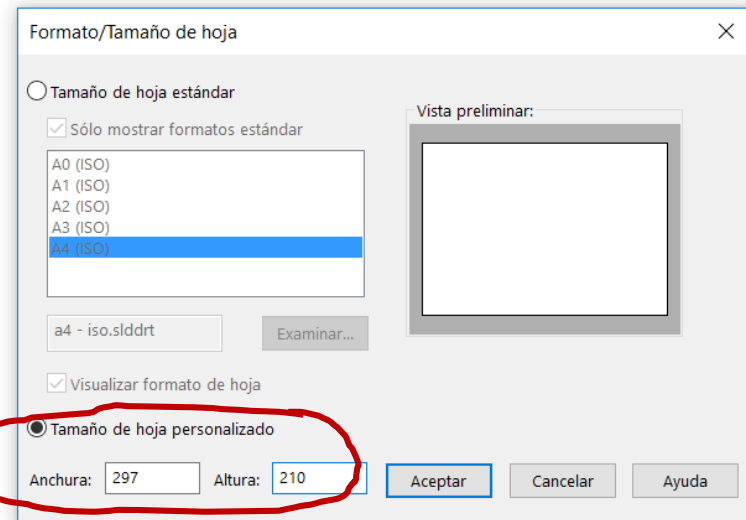 Formato/Tamaño de hoja
Tamaño de hoja estándar
Sólo mostrar formatos estándar
Vista preliminar:
A0 (ISO)
A1 (ISO)
A2 (ISO)
A3 (ISO)
A4 (ISO)
a4 - iso.slddrt
Examinar...
Visualizar formato de hoja
Tamaño de hoja personalizado
Anchura: 297 Altura: 210 Aceptar Cancelar Ayuda